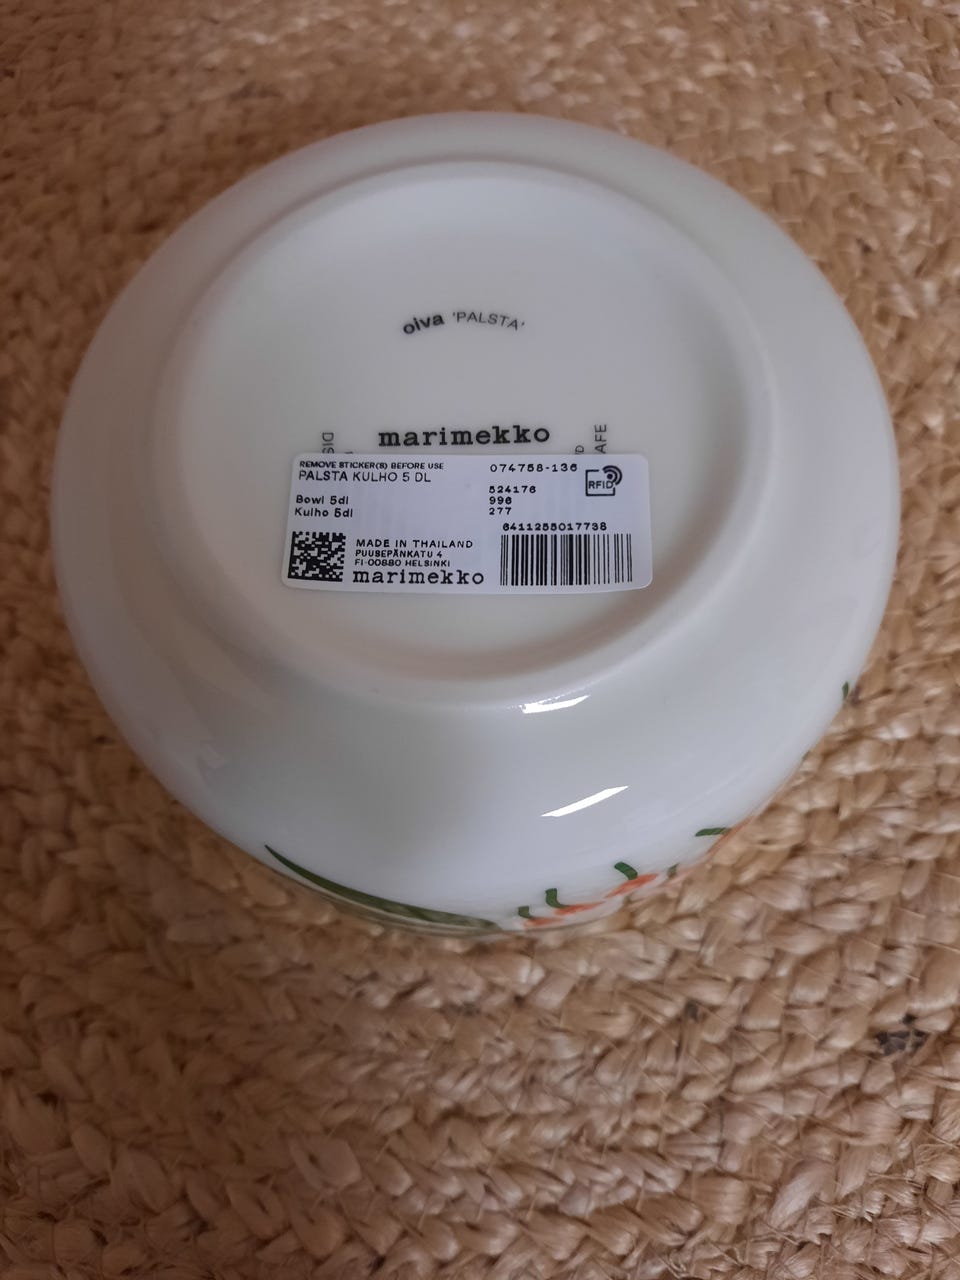 oiva 'PALSTA'
marimekko
AFE
REMOVE STICKER(S) BEFORE USE
PALSTA KULHO 5 DL
074758-136
RFID
524176
Bowl 5dl 996
Kulho 5dl 277
6411255017738
MADE IN THAILAND
PUUSEPÄNKATU 4
FI-00880 HELSINKI
marimekko